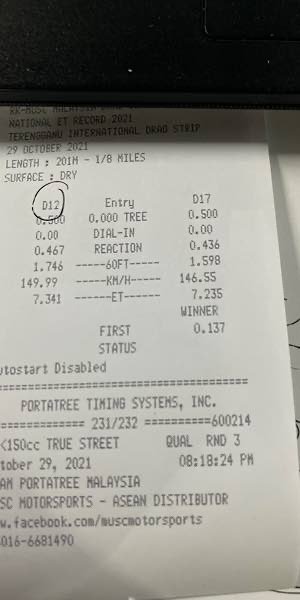 RK-MUSC MALAYSIA
NATIONAL ET RECORD 2021
TERENGGANU INTERNATIONAL DRAG STRIP
29 OCTOBER 2021
LENGTH : 201M - 1/8 MILES
SURFACE : DRY
D12 Entry D17
0.500 0.000 TREE 0.500
0.00 DIAL-IN 0.00
0.467 REACTION 0.436
1.746 -----60FT----- 1.598
149.99 -----KM/H----- 146.55
7.341 ------ET------ 7.235
WINNER
FIRST 0.137
STATUS
utostart Disabled
========================================
PORTATREE TIMING SYSTEMS, INC.
============= 231/232 ==========600214
<150cc TRUE STREET QUAL RND 3
tober 29, 2021 08:18:24 PM
AM PORTATREE MALAYSIA
SC MOTORSPORTS - ASEAN DISTRIBUTOR
w.facebook.com/muscmotorsports
016-6681490